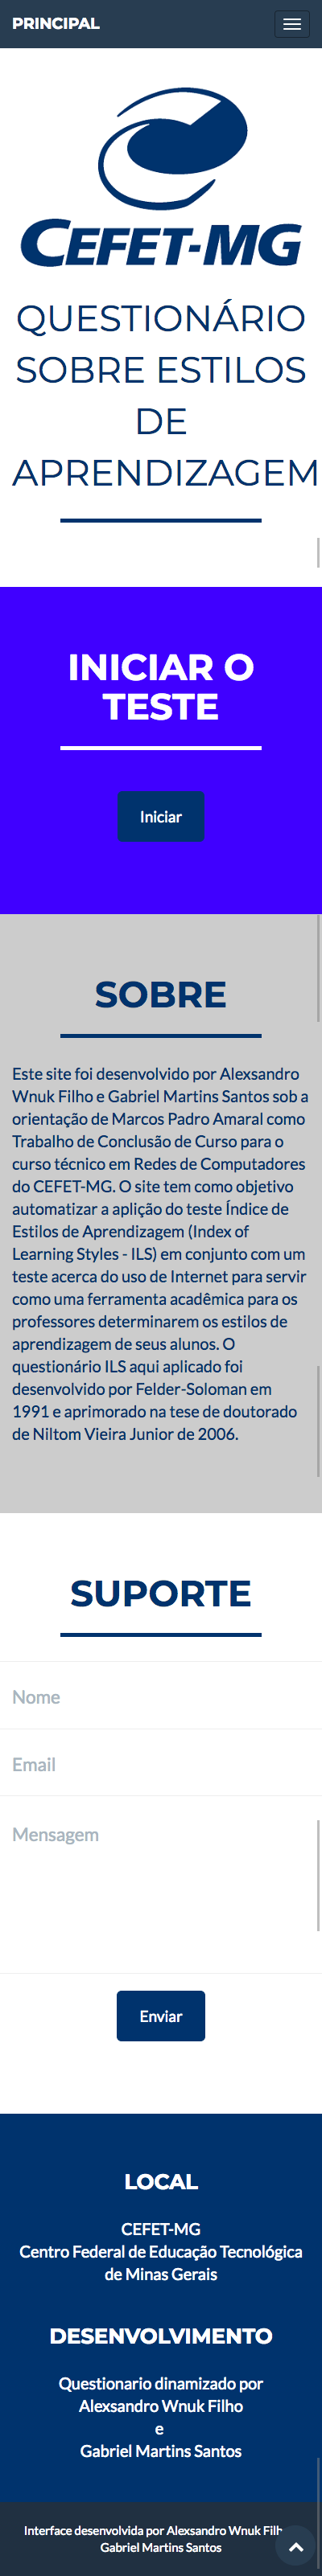 PRINCIPAL
CEFET-MG
QUESTIONÁRIO
SOBRE ESTILOS
DE
APRENDIZAGEM
INICIAR O
TESTE
Iniciar
SOBRE
Este site foi desenvolvido por Alexsandro
Wnuk Filho e Gabriel Martins Santos sob a
orientação de Marcos Padro Amaral como
Trabalho de Conclusão de Curso para o
curso técnico em Redes de Computadores
do CEFET-MG. O site tem como objetivo
automatizar a aplição do teste Índice de
Estilos de Aprendizagem (Index of
Learning Styles - ILS) em conjunto com um
teste acerca do uso de Internet para servir
como uma ferramenta acadêmica para os
professores determinarem os estilos de
aprendizagem de seus alunos. O
questionário ILS aqui aplicado foi
desenvolvido por Felder-Soloman em
1991 e aprimorado na tese de doutorado
de Niltom Vieira Junior de 2006.
SUPORTE
Nome
Email
Mensagem
Enviar
LOCAL
CEFET-MG
Centro Federal de Educação Tecnológica
de Minas Gerais
DESENVOLVIMENTO
Questionario dinamizado por
Alexsandro Wnuk Filho
e
Gabriel Martins Santos
Interface desenvolvida por Alexsandro Wnuk Filh
Gabriel Martins Santos